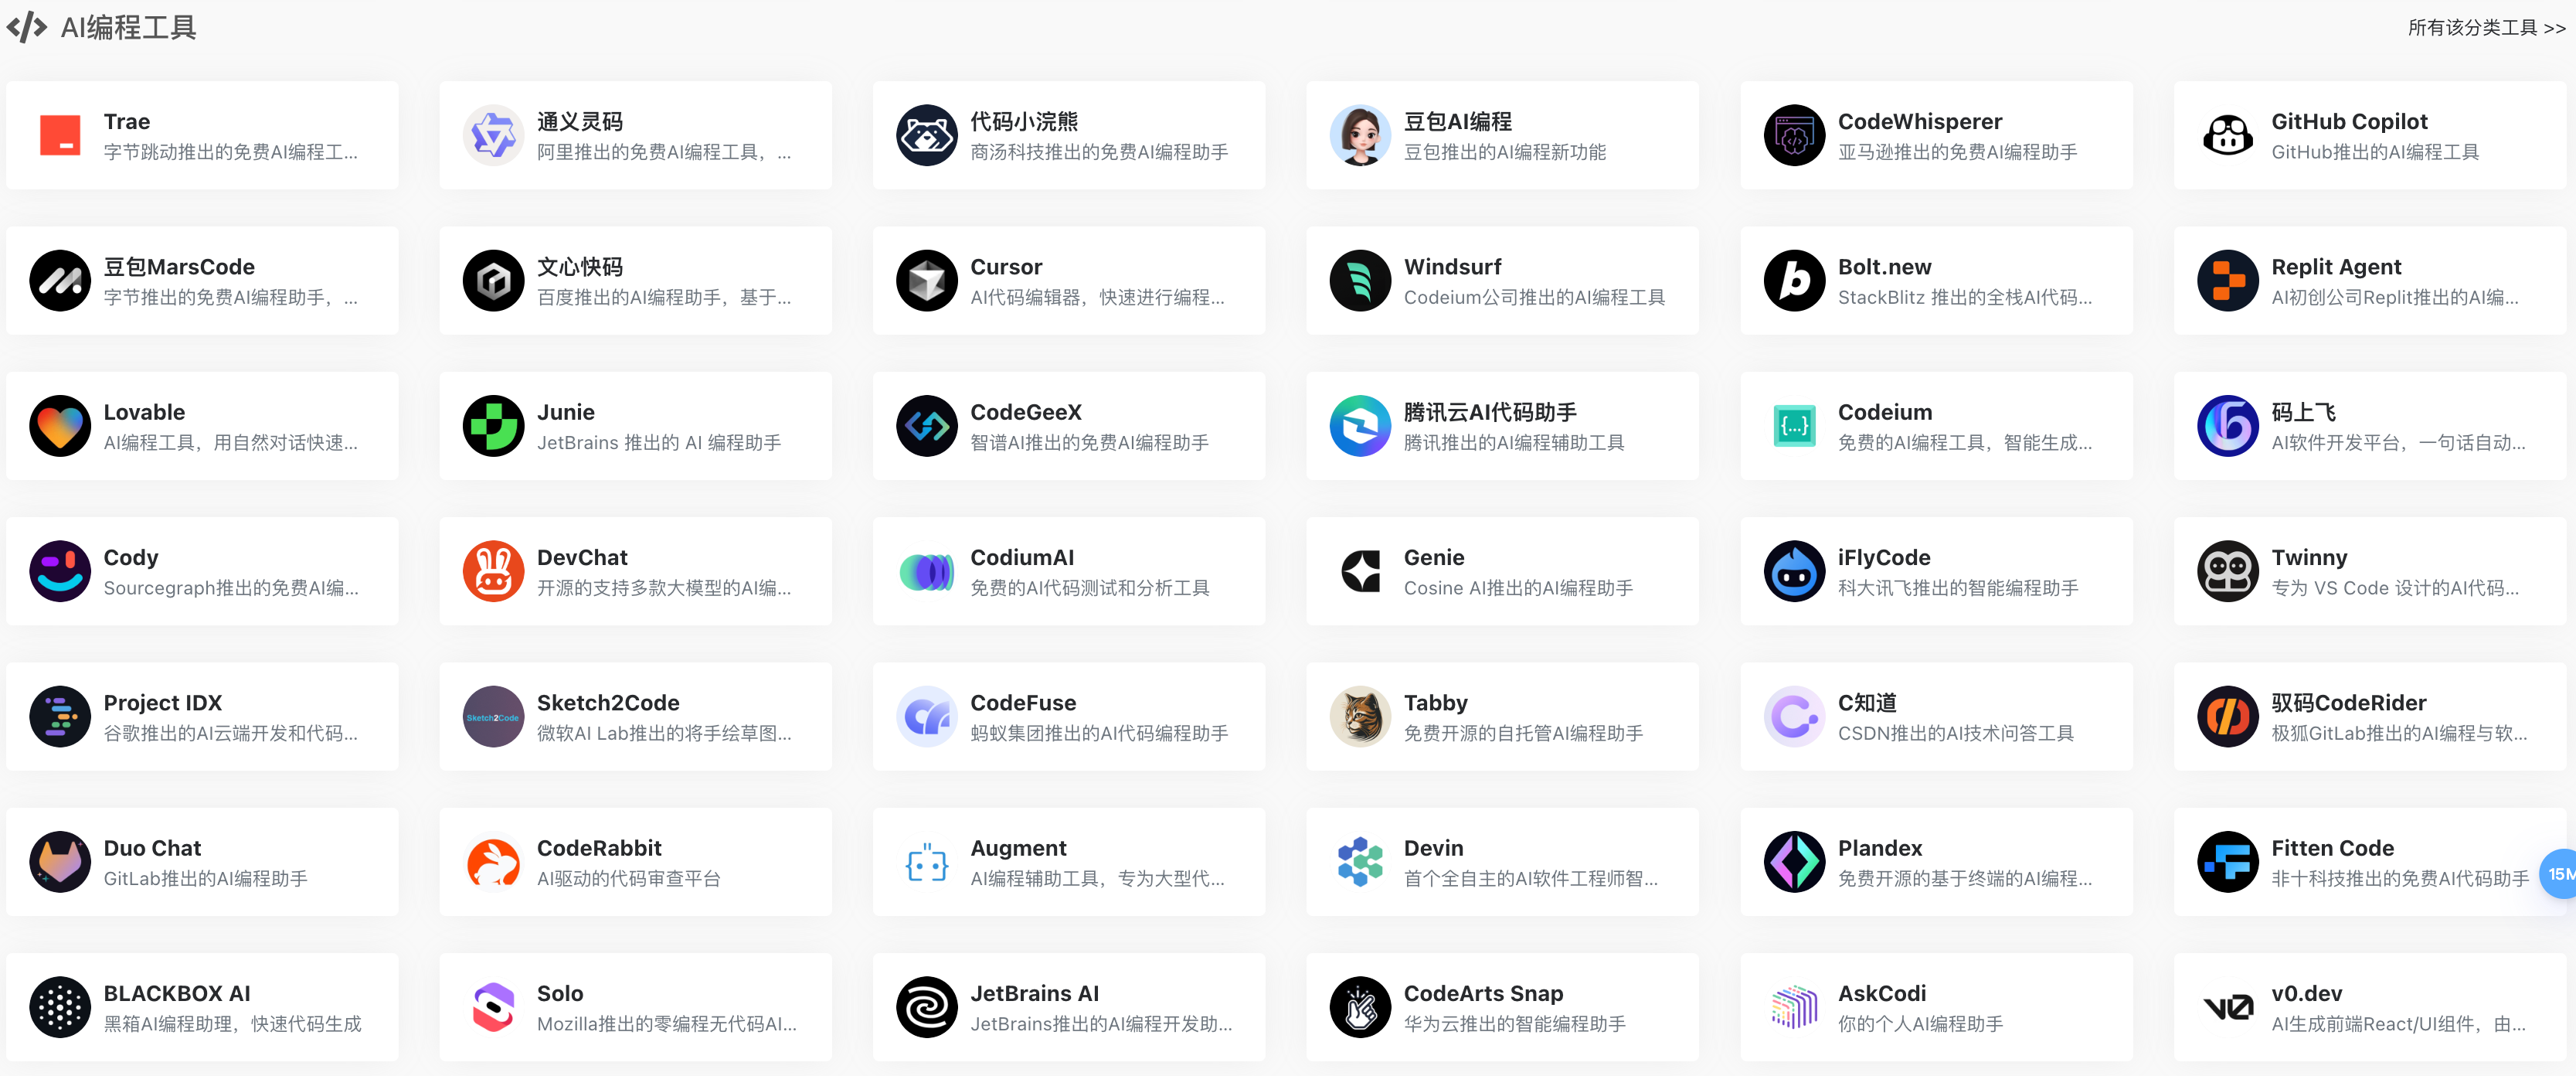 </> AI编程工具
所有该分类工具 >>
Trae
字节跳动推出的免费AI编程工...
通义灵码
阿里推出的免费AI编程工具，...
代码小浣熊
商汤科技推出的免费AI编程助手
豆包AI编程
豆包推出的AI编程新功能
CodeWhisperer
亚马逊推出的免费AI编程助手
GitHub Copilot
GitHub推出的AI编程工具
豆包MarsCode
字节推出的免费AI编程助手，...
文心快码
百度推出的AI编程助手，基于...
Cursor
AI代码编辑器，快速进行编程...
Windsurf
Codeium公司推出的AI编程工具
Bolt.new
StackBlitz 推出的全栈AI代码...
Replit Agent
AI初创公司Replit推出的AI编...
Lovable
AI编程工具，用自然对话快速...
Junie
JetBrains 推出的 AI 编程助手
CodeGeeX
智谱AI推出的免费AI编程助手
腾讯云AI代码助手
腾讯推出的AI编程辅助工具
{...}
Codeium
免费的AI编程工具，智能生成...
码上飞
AI软件开发平台，一句话自动...
Cody
Sourcegraph推出的免费AI编...
DevChat
开源的支持多款大模型的AI编...
CodiumAI
免费的AI代码测试和分析工具
Genie
Cosine AI推出的AI编程助手
iFlyCode
科大讯飞推出的智能编程助手
Twinny
专为 VS Code 设计的AI代码...
Project IDX
谷歌推出的AI云端开发和代码...
Sketch2Code
Sketch2Code
微软AI Lab推出的将手绘草图...
CodeFuse
蚂蚁集团推出的AI代码编程助手
Tabby
免费开源的自托管AI编程助手
C知道
CSDN推出的AI技术问答工具
驭码CodeRider
极狐GitLab推出的AI编程与软...
Duo Chat
GitLab推出的AI编程助手
CodeRabbit
AI驱动的代码审查平台
Augment
AI编程辅助工具，专为大型代...
Devin
首个全自主的AI软件工程师智...
Plandex
免费开源的基于终端的AI编程...
Fitten Code
非十科技推出的免费AI代码助手
15M
BLACKBOX AI
黑箱AI编程助理，快速代码生成
Solo
Mozilla推出的零编程无代码AI...
JetBrains AI
JetBrains推出的AI编程开发助...
CodeArts Snap
华为云推出的智能编程助手
AskCodi
你的个人AI编程助手
v0
v0.dev
AI生成前端React/UI组件，由...